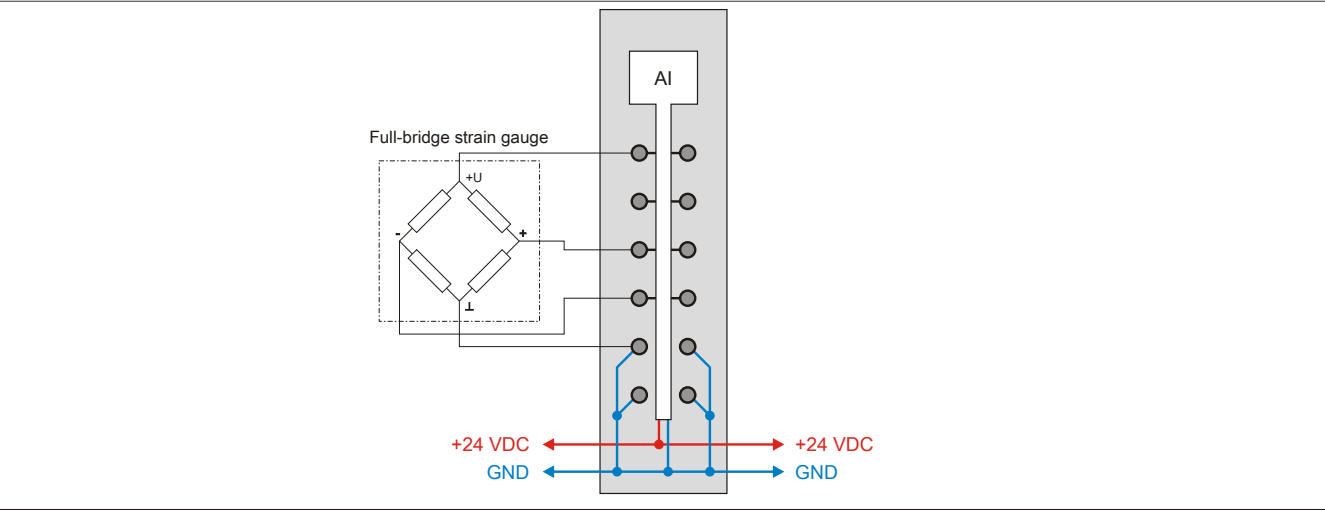 AI
Full-bridge strain gauge
+U
- +
⊥
+24 VDC +24 VDC
GND GND